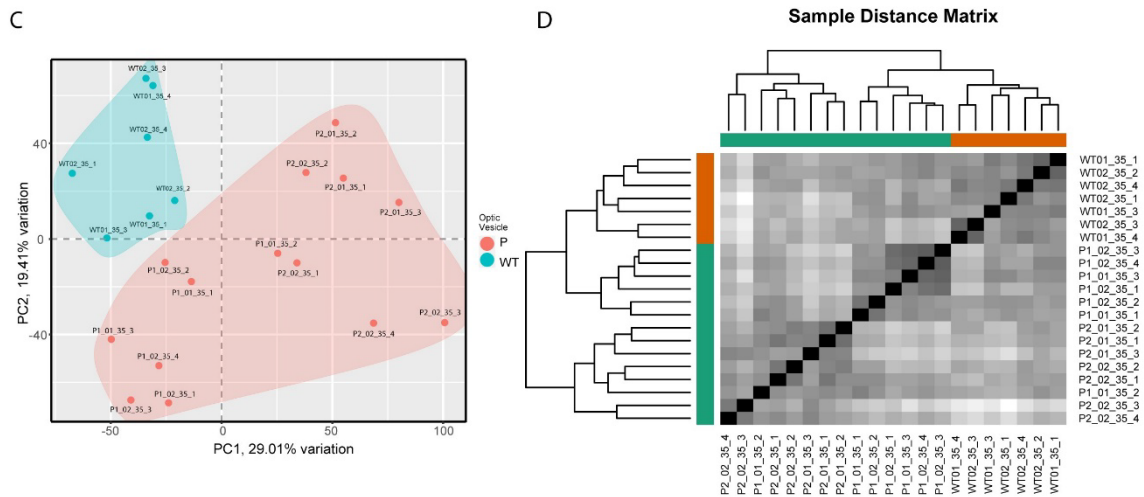 C
WT02_35_3
WT01_35_4
WT02_35_4
WT02_35_1
WT02_35_2
WT01_35_1
WT01_35_3
P2_01_35_2
P2_02_35_2
P2_01_35_1
P2_01_35_3
P1_01_35_2
P2_02_35_1
P1_02_35_2
P1_01_35_1
P2_02_35_3
P2_02_35_4
P1_01_35_3
P1_02_35_4
P1_02_35_3
P1_02_35_1
40
0
-40
-50
0
50
100
PC2, 19.41% variation
PC1, 29.01% variation
Optic
Vesicle
P
WT
D
Sample Distance Matrix
WT01_35_1
WT02_35_2
WT02_35_4
WT02_35_1
WT01_35_3
WT02_35_3
WT01_35_4
P1_02_35_3
P1_02_35_4
P1_01_35_3
P1_02_35_1
P1_02_35_2
P1_01_35_1
P2_01_35_2
P2_01_35_1
P2_01_35_3
P2_02_35_2
P2_02_35_1
P1_01_35_2
P2_02_35_3
P2_02_35_4
P2_02_35_4
P2_02_35_3
P1_01_35_2
P2_02_35_1
P2_02_35_2
P2_01_35_3
P2_01_35_1
P2_01_35_2
P1_01_35_1
P1_02_35_2
P1_02_35_1
P1_01_35_3
P1_02_35_4
P1_02_35_3
WT01_35_4
WT02_35_3
WT01_35_3
WT02_35_1
WT02_35_4
WT02_35_2
WT01_35_1